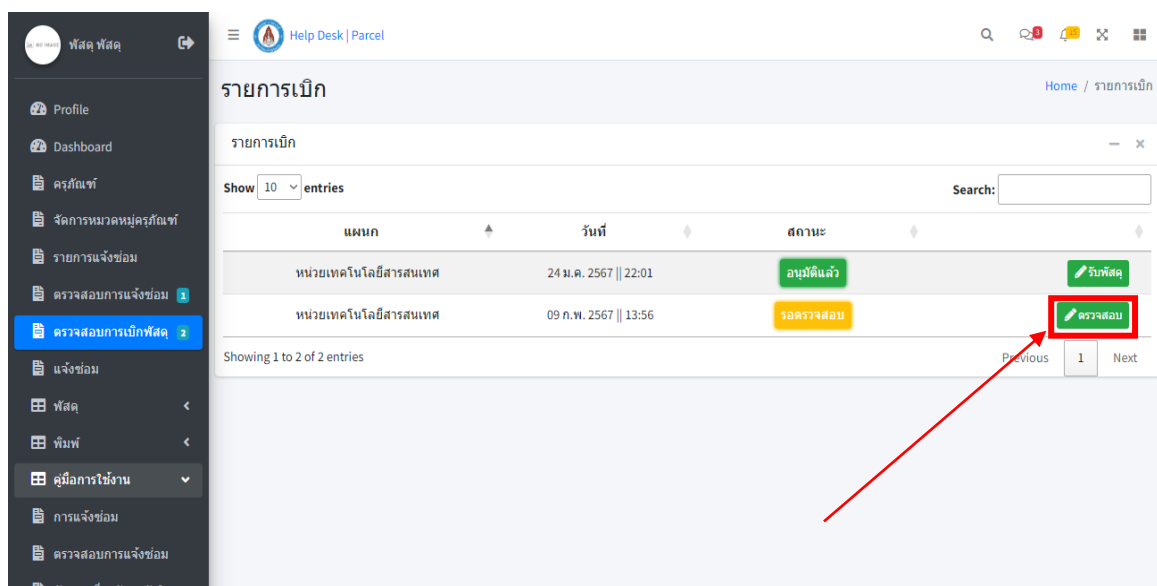 พัสดุ พัสดุ
Help Desk | Parcel
3
15
รายการเบิก
Home / รายการเบิก
Profile
Dashboard
ครุภัณฑ์
จัดการหมวดหมู่ครุภัณฑ์
รายการแจ้งซ่อม
ตรวจสอบการแจ้งซ่อม 1
ตรวจสอบการเบิกพัสดุ 2
แจ้งซ่อม
พัสดุ
พิมพ์
คู่มือการใช้งาน
การแจ้งซ่อม
ตรวจสอบการแจ้งซ่อม
รายการเบิก
Show 10 entries
Search:
แผนก วันที่ สถานะ
หน่วยเทคโนโลยีสารสนเทศ 24 ม.ค. 2567 || 22:01 อนุมัติแล้ว รับพัสดุ
หน่วยเทคโนโลยีสารสนเทศ 09 ก.พ. 2567 || 13:56 รอตรวจสอบ ตรวจสอบ
Showing 1 to 2 of 2 entries
Previous 1 Next